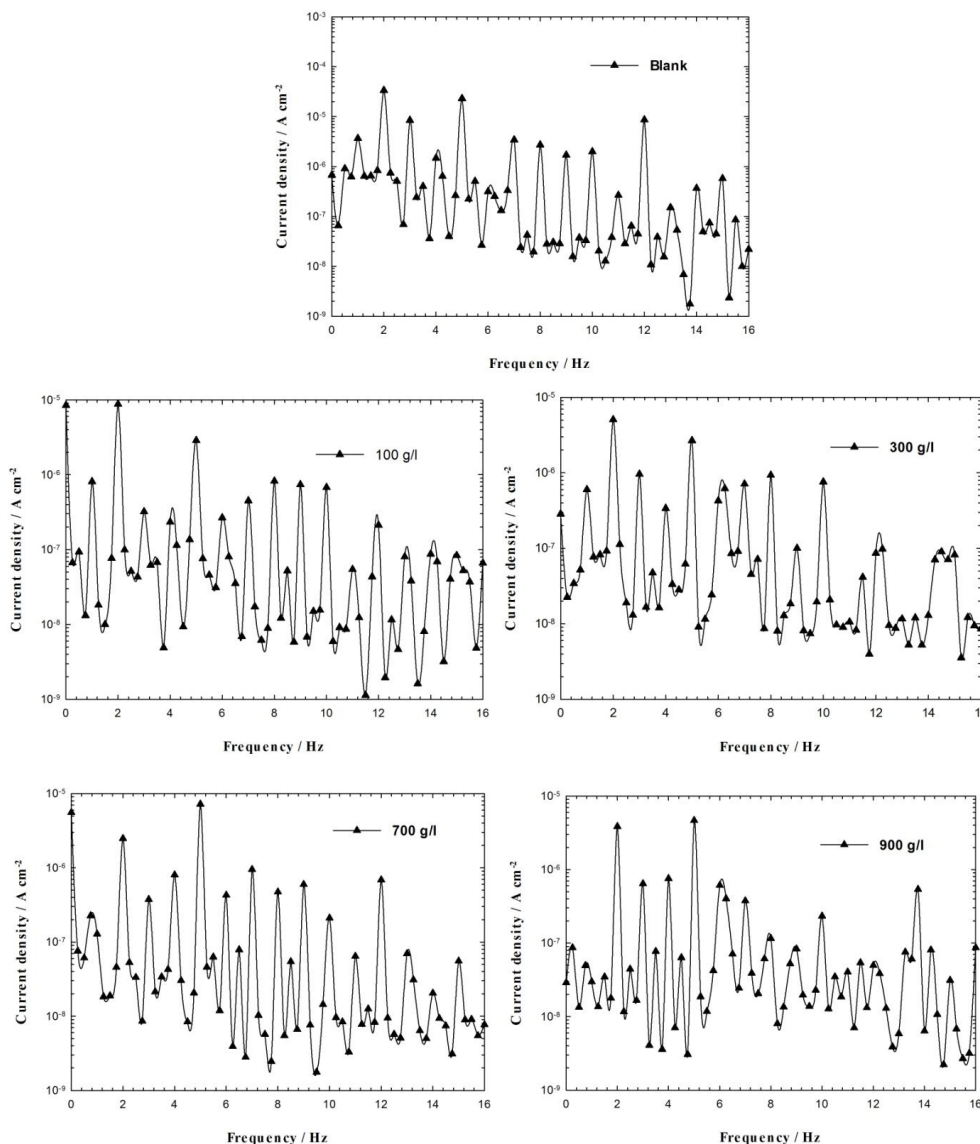 10⁻³
10⁻⁴
10⁻⁵
10⁻⁶
10⁻⁷
10⁻⁸
10⁻⁹
Current density / A cm⁻²
Blank
0 2 4 6 8 10 12 14 16
Frequency / Hz
10⁻⁵
10⁻⁶
10⁻⁷
10⁻⁸
10⁻⁹
Current density / A cm⁻²
100 g/l
0 2 4 6 8 10 12 14 16
Frequency / Hz
10⁻⁵
10⁻⁶
10⁻⁷
10⁻⁸
10⁻⁹
Current density / A cm⁻²
300 g/l
0 2 4 6 8 10 12 14 16
Frequency / Hz
10⁻⁵
10⁻⁶
10⁻⁷
10⁻⁸
10⁻⁹
Current density / A cm⁻²
700 g/l
0 2 4 6 8 10 12 14 16
Frequency / Hz
10⁻⁵
10⁻⁶
10⁻⁷
10⁻⁸
10⁻⁹
Current density / A cm⁻²
900 g/l
0 2 4 6 8 10 12 14 16
Frequency / Hz